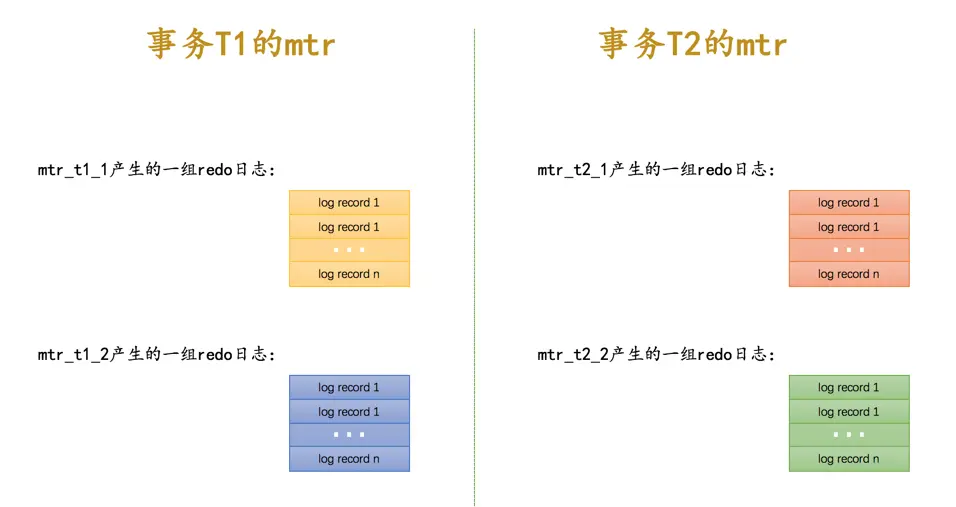 事务T1的mtr
mtr_t1_1产生的一组redo日志:
log record 1
log record 1
...
log record n
mtr_t1_2产生的一组redo日志:
log record 1
log record 1
...
log record n
事务T2的mtr
mtr_t2_1产生的一组redo日志:
log record 1
log record 1
...
log record n
mtr_t2_2产生的一组redo日志:
log record 1
log record 1
...
log record n